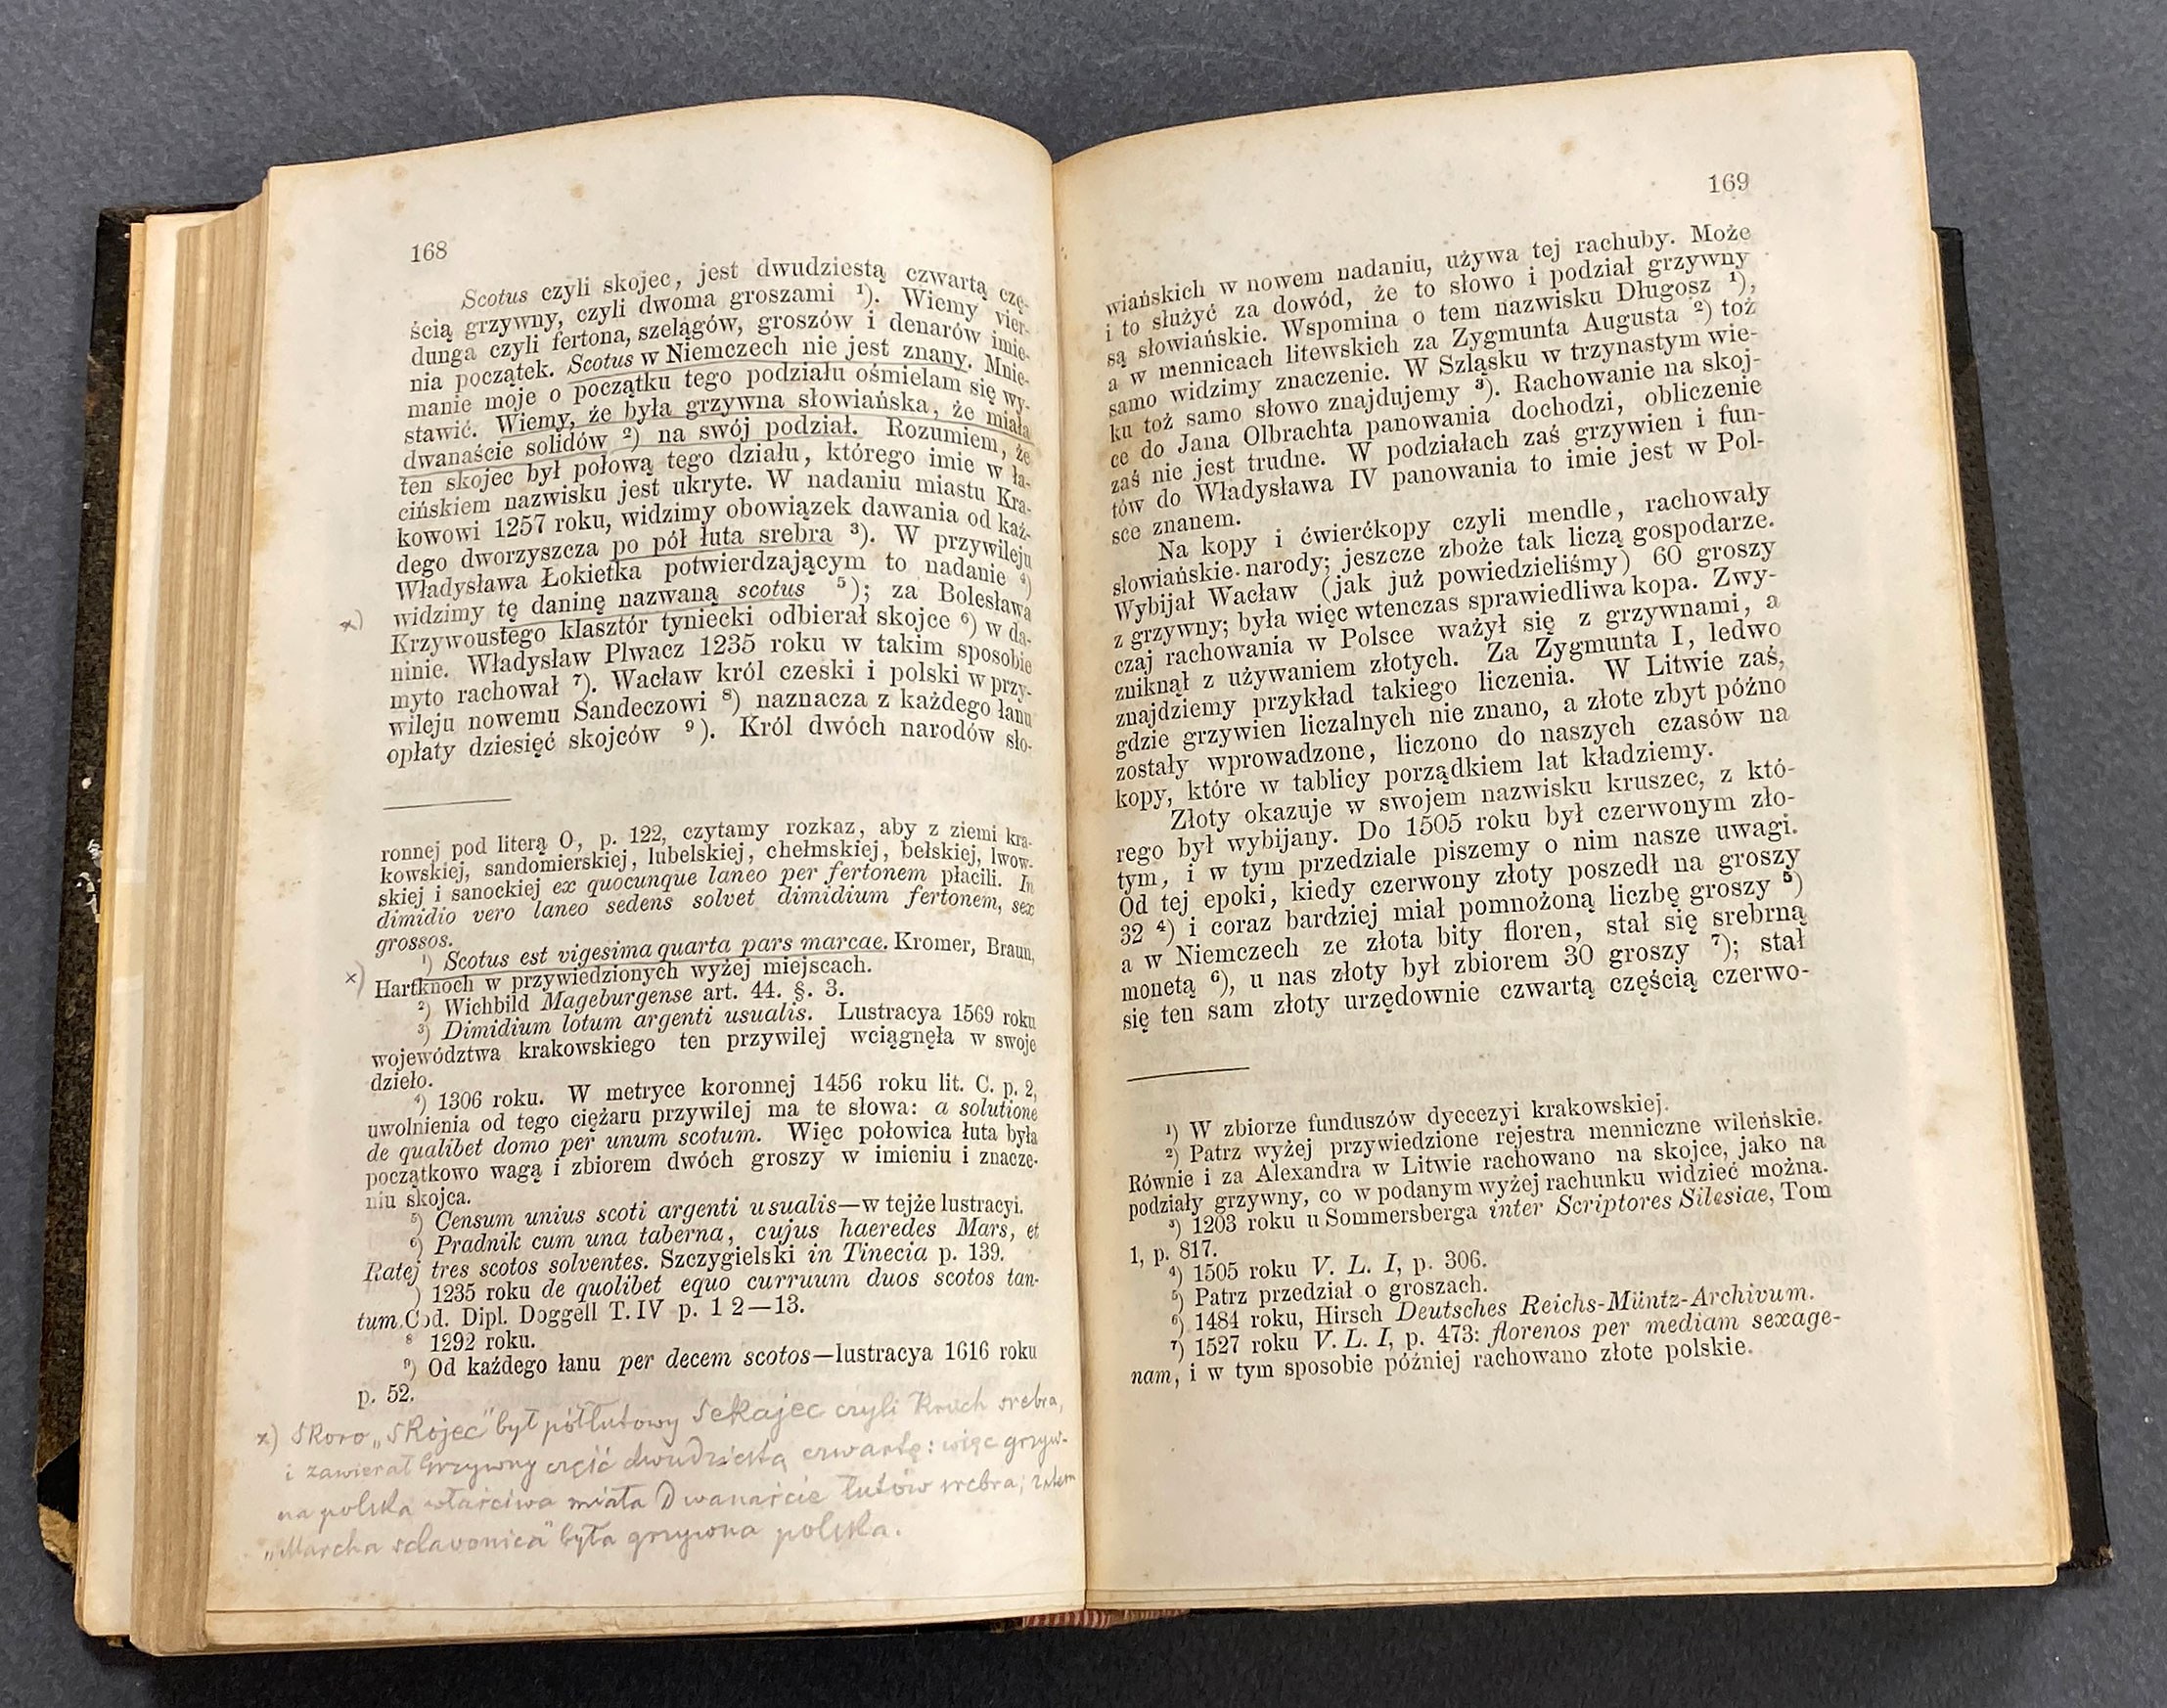 168
Scotus czyli skojec, jest dwudziestą czwartą czę-
ścią grzywny, czyli dwoma groszami ¹). Wiemy vier-
dunga czyli fertona, szelągów, groszów i denarów imie-
nia początek. Scotus w Niemczech nie jest znany. Mnie-
manie moje o początku tego podziału ośmielam się wy-
stawić. Wiemy, że była grzywna słowiańska, że miała
dwanaście solidów ²) na swój podział. Rozumiem, że
ten skojec był połową tego działu, którego imie w ła-
cińskiem nazwisku jest ukryte. W nadaniu miastu Kra-
kowowi 1257 roku, widzimy obowiązek dawania od każ-
dego dworzyszcza po pół łuta srebra ³). W przywileju
Władysława Łokietka potwierdzającym to nadanie ⁴)
x) widzimy tę daninę nazwaną scotus ⁵); za Bolesława
Krzywoustego klasztór tyniecki odbierał skojce ⁶) w da-
ninie. Władysław Plwacz 1235 roku w takim sposobie
myto rachował ⁷). Wacław król czeski i polski w przy-
wileju nowemu Sandeczowi ⁸) naznacza z każdego łanu
opłaty dziesięć skojców ⁹). Król dwóch narodów sło-
ronnej pod literą O, p. 122, czytamy rozkaz, aby z ziemi kra-
kowskiej, sandomierskiej, lubelskiej, chełmskiej, bełskiej, lwow-
skiej i sanockiej ex quocunque laneo per fertonem płacili. In
dimidio vero laneo sedens solvet dimidium fertonem, sex
grossos.
x) ¹) Scotus est vigesima quarta pars marcae. Kromer, Braun,
Hartknoch w przywiedzionych wyżej miejscach.
²) Wichbild Mageburgense art. 44. §. 3.
³) Dimidium lotum argenti usualis. Lustracya 1569 roku
województwa krakowskiego ten przywilej wciągnęła w swoje
dzieło.
⁴) 1306 roku. W metryce koronnej 1456 roku lit. C. p. 2,
uwolnienia od tego ciężaru przywilej ma te słowa: a solutione
de qualibet domo per unum scotum. Więc połowica łuta była
początkowo wagą i zbiorem dwóch groszy w imieniu i znacze-
niu skojca.
⁵) Censum unius scoti argenti usualis—w tejże lustracyi.
⁶) Pradnik cum una taberna, cujus haeredes Mars, et
Ratej tres scotos solventes. Szczygielski in Tinecia p. 139.
) 1235 roku de quolibet equo curruum duos scotos tan-
tum. Cod. Dipl. Doggell T. IV p. 1 2—13.
⁸ 1292 roku.
⁹) Od każdego łanu per decem scotos—lustracya 1616 roku
p. 52.
x) Skoro „Skojec" był półłutowy Sekajec czyli Kruch srebra,
i zawierał Grzywny część dwudziestą czwartą: więc grzyw-
na polska właściwa miała Dwanaście łutów srebra; zatem
„Marcha sclavonica" była grzywna polska.
169
wiańskich w nowem nadaniu, używa tej rachuby. Może
i to służyć za dowód, że to słowo i podział grzywny
są słowiańskie. Wspomina o tem nazwisku Długosz ¹),
a w mennicach litewskich za Zygmunta Augusta ²) toż
samo widzimy znaczenie. W Szląsku w trzynastym wie-
ku toż samo słowo znajdujemy ³). Rachowanie na skoj-
ce do Jana Olbrachta panowania dochodzi, obliczenie
zaś nie jest trudne. W podziałach zaś grzywien i fun-
tów do Władysława IV panowania to imie jest w Pol-
sce znanem.
Na kopy i ćwierćkopy czyli mendle, rachowały
słowiańskie narody; jeszcze zboże tak liczą gospodarze.
Wybijał Wacław (jak już powiedzieliśmy) 60 groszy
z grzywny; była więc wtenczas sprawiedliwa kopa. Zwy-
czaj rachowania w Polsce ważył się z grzywnami, a
zniknął z używaniem złotych. Za Zygmunta I, ledwo
znajdziemy przykład takiego liczenia. W Litwie zaś,
gdzie grzywien liczalnych nie znano, a złote zbyt późno
zostały wprowadzone, liczono do naszych czasów na
kopy, które w tablicy porządkiem lat kładziemy.
Złoty okazuje w swojem nazwisku kruszec, z któ-
rego był wybijany. Do 1505 roku był czerwonym zło-
tym, i w tym przedziale piszemy o nim nasze uwagi.
Od tej epoki, kiedy czerwony złoty poszedł na groszy
32 ⁴) i coraz bardziej miał pomnożoną liczbę groszy ⁵)
a w Niemczech ze złota bity floren, stał się srebrną
monetą ⁶), u nas złoty był zbiorem 30 groszy ⁷); stał
się ten sam złoty urzędownie czwartą częścią czerwo-
¹) W zbiorze funduszów dyecezyi krakowskiej.
²) Patrz wyżej przywiedzione rejestra menniczne wileńskie.
Równie i za Alexandra w Litwie rachowano na skojce, jako na
podziały grzywny, co w podanym wyżej rachunku widzieć można.
³) 1203 roku u Sommersberga inter Scriptores Silesiae, Tom
1, p. 817.
⁴) 1505 roku V. L. I, p. 306.
⁵) Patrz przedział o groszach.
⁶) 1484 roku, Hirsch Deutsches Reichs-Müntz-Archivum.
⁷) 1527 roku V. L. I, p. 473: florenos per mediam sexage-
nam, i w tym sposobie później rachowano złote polskie.